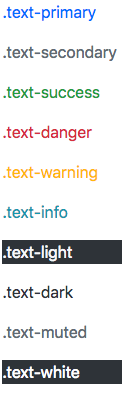 .text-primary
.text-secondary
.text-success
.text-danger
.text-warning
.text-info
.text-light
.text-dark
.text-muted
.text-white